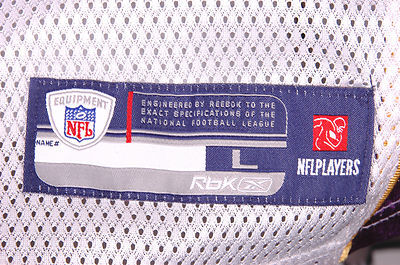 EQUIPMENT
NFL
ENGINEERED BY REEBOK TO THE
EXACT SPECIFICATIONS OF THE
NATIONAL FOOTBALL LEAGUE
NAME/#
L
Rbk
NFLPLAYERS